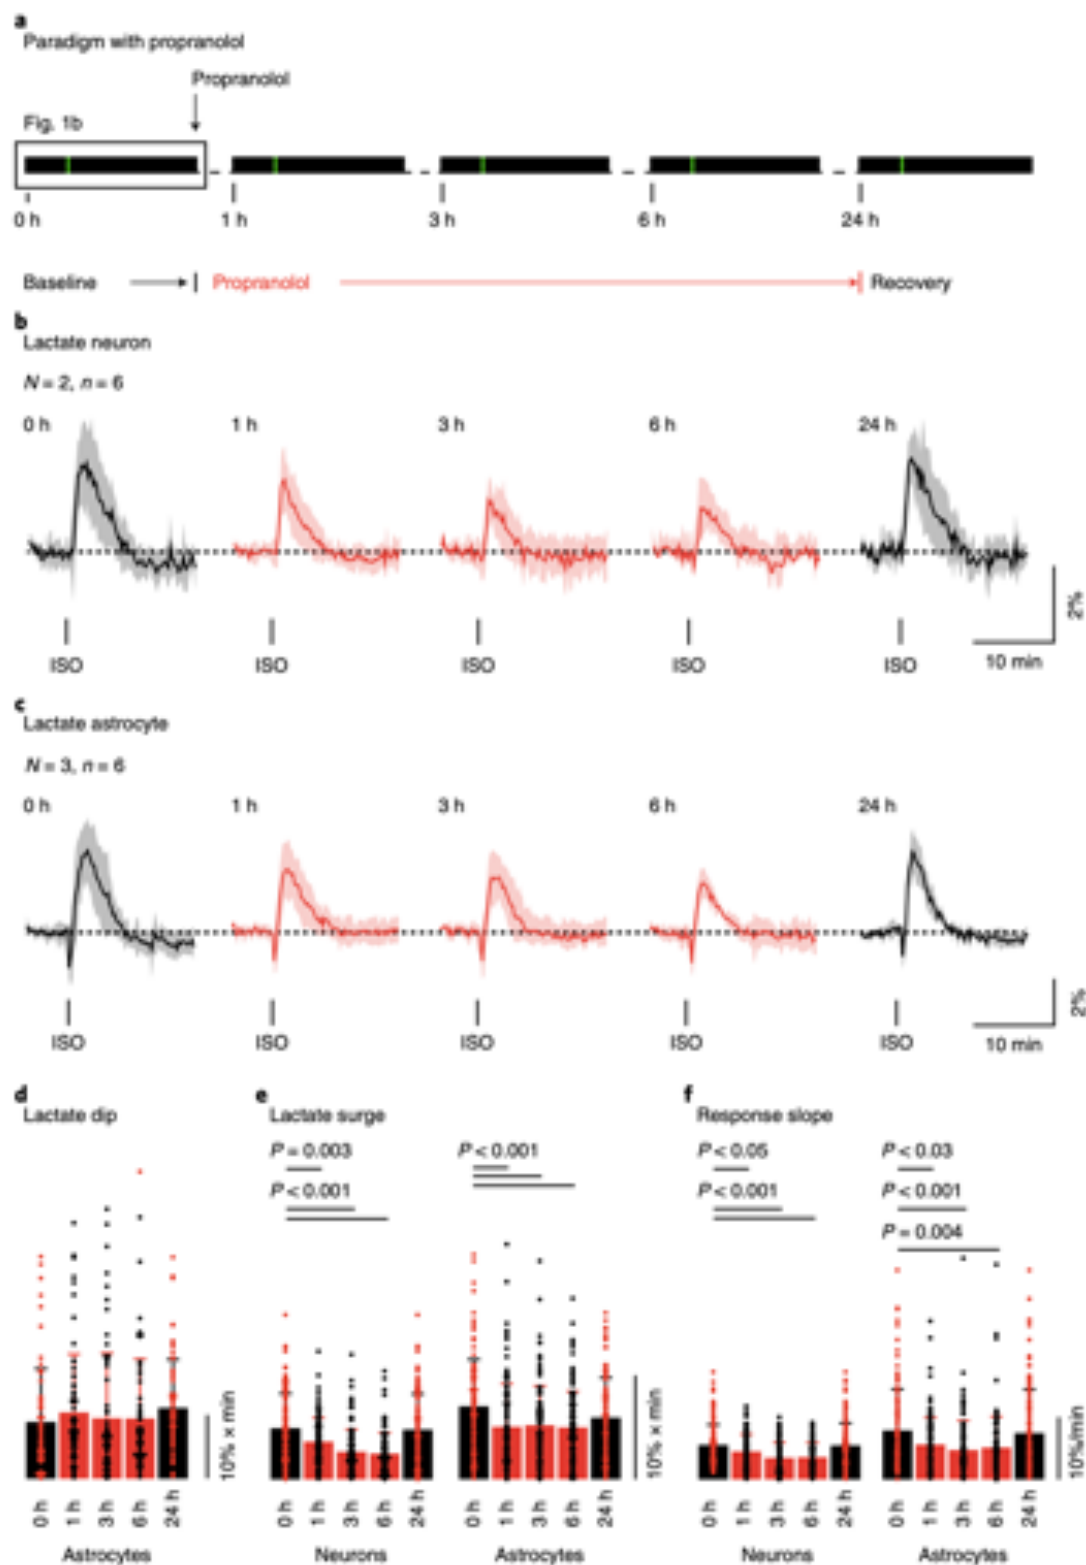 a
Paradigm with propranolol
Propranolol
Fig. 1b
0 h 1 h 3 h 6 h 24 h
Baseline Propranolol Recovery
b
Lactate neuron
N = 2, n = 6
0 h 1 h 3 h 6 h 24 h
2%
ISO ISO ISO ISO ISO 10 min
c
Lactate astrocyte
N = 3, n = 6
0 h 1 h 3 h 6 h 24 h
2%
ISO ISO ISO ISO ISO 10 min
d
Lactate dip
10% × min
0 h 1 h 3 h 6 h 24 h
Astrocytes
e
Lactate surge
P = 0.003 P < 0.001
P < 0.001
10% × min
0 h 1 h 3 h 6 h 24 h 0 h 1 h 3 h 6 h 24 h
Neurons Astrocytes
f
Response slope
P < 0.05 P < 0.03
P < 0.001 P < 0.001
P = 0.004
10%/min
0 h 1 h 3 h 6 h 24 h 0 h 1 h 3 h 6 h 24 h
Neurons Astrocytes